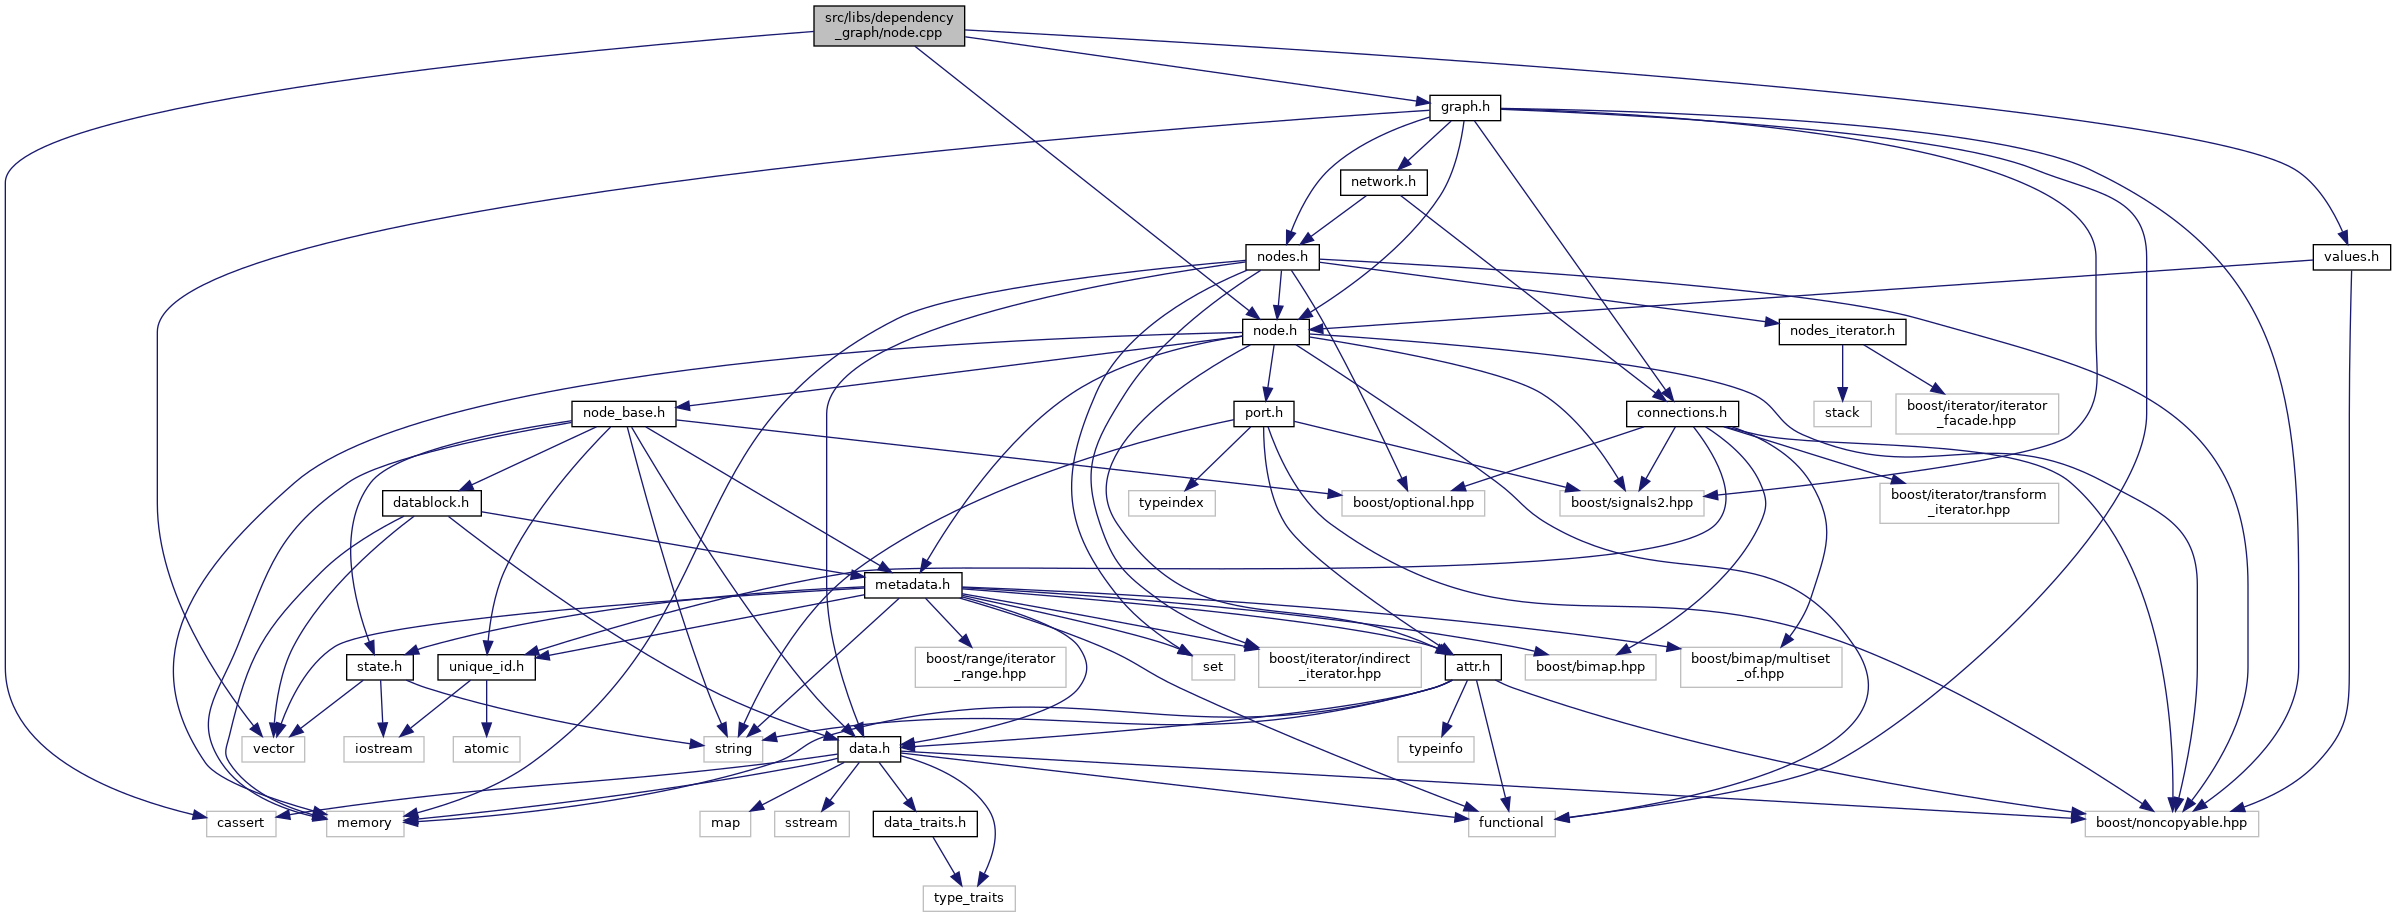 src/libs/dependency
_graph/node.cpp
graph.h
network.h
nodes.h
values.h
node.h
nodes_iterator.h
node_base.h
port.h
connections.h
stack
boost/iterator/iterator
_facade.hpp
datablock.h
typeindex
boost/optional.hpp
boost/signals2.hpp
boost/iterator/transform
_iterator.hpp
metadata.h
state.h
unique_id.h
boost/range/iterator
_range.hpp
set
boost/iterator/indirect
_iterator.hpp
attr.h
boost/bimap.hpp
boost/bimap/multiset
_of.hpp
vector
iostream
atomic
string
data.h
typeinfo
cassert
memory
map
sstream
data_traits.h
functional
boost/noncopyable.hpp
type_traits